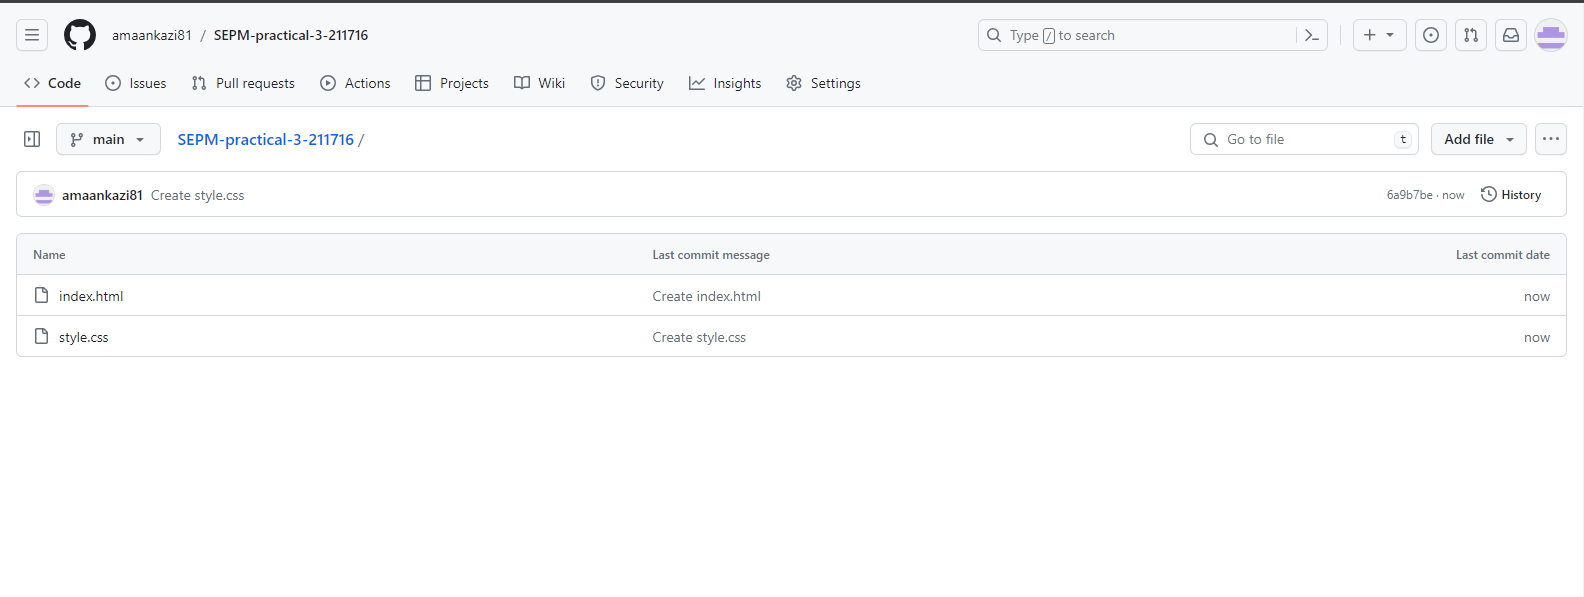 amaankazi81 / SEPM-practical-3-211716
Type / to search
Code Issues Pull requests Actions Projects Wiki Security Insights Settings
main SEPM-practical-3-211716 /
Go to file t
Add file
amaankazi81 Create style.css
6a9b7be · now History
Name Last commit message Last commit date
index.html Create index.html now
style.css Create style.css now